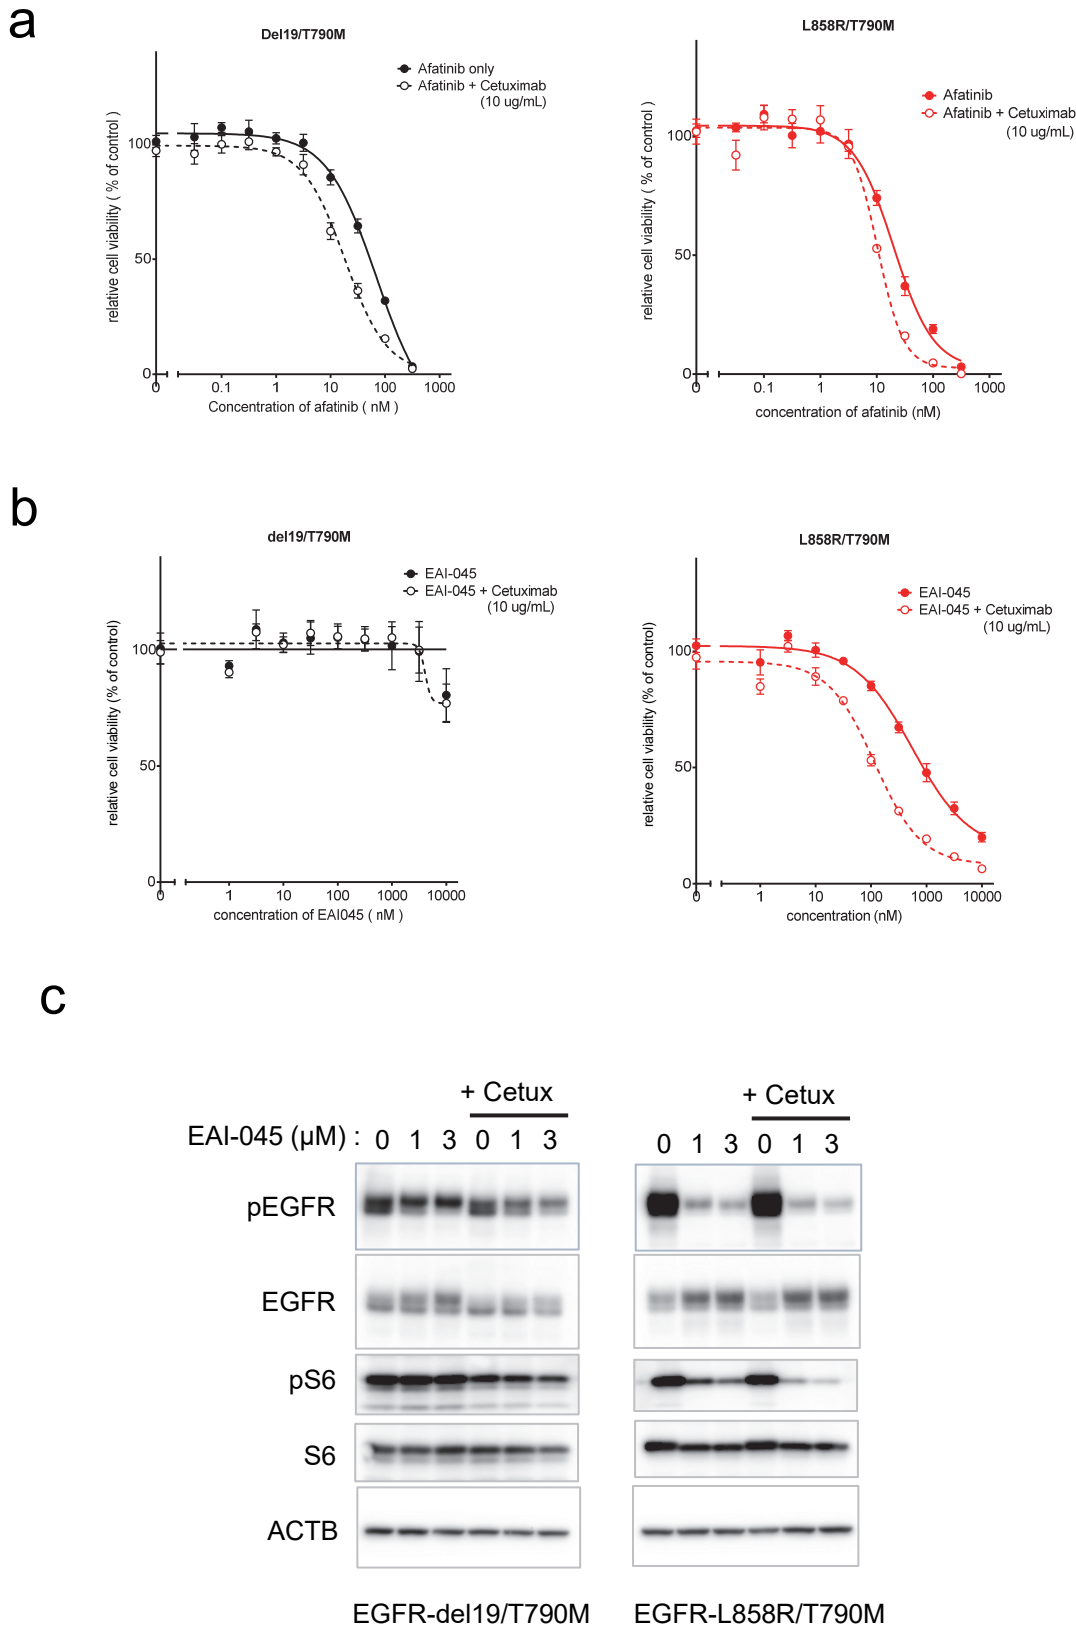 a
Del19/T790M
Afatinib only
Afatinib + Cetuximab
(10 ug/mL)
relative cell viability ( % of control )
100
50
0
0 0.1 1 10 100 1000
Concentration of afatinib ( nM )
L858R/T790M
Afatinib
Afatinib + Cetuximab
(10 ug/mL)
relative cell viability ( % of control )
100
50
0
0 0.1 1 10 100 1000
concentration of afatinib (nM)
b
del19/T790M
EAI-045
EAI-045 + Cetuximab
(10 ug/mL)
relative cell viability (% of control)
100
50
0
0 1 10 100 1000 10000
concentration of EAI045 ( nM )
L858R/T790M
EAI-045
EAI-045 + Cetuximab
(10 ug/mL)
relative cell viability (% of control)
100
50
0
0 1 10 100 1000 10000
concentration (nM)
c
+ Cetux + Cetux
EAI-045 (µM) : 0 1 3 0 1 3 0 1 3 0 1 3
pEGFR
EGFR
pS6
S6
ACTB
EGFR-del19/T790M EGFR-L858R/T790M